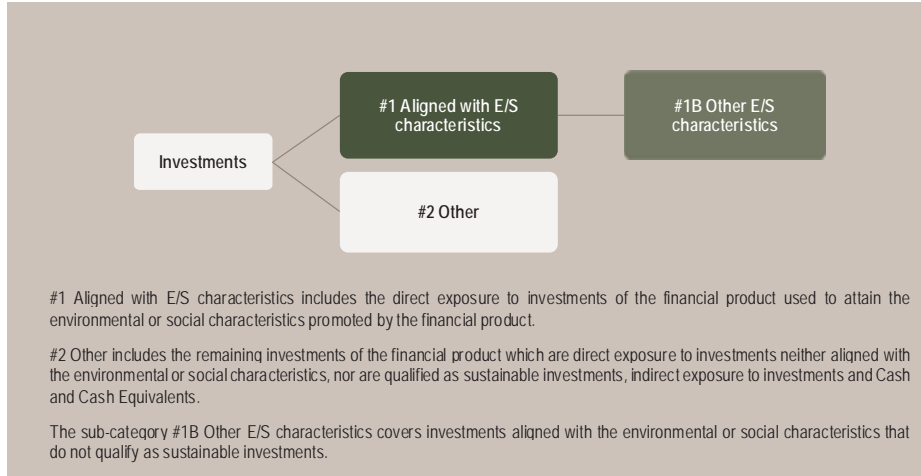 #1 Aligned with E/S
characteristics
#1B Other E/S
characteristics
Investments
#2 Other
#1 Aligned with E/S characteristics includes the direct exposure to investments of the financial product used to attain the
environmental or social characteristics promoted by the financial product.
#2 Other includes the remaining investments of the financial product which are direct exposure to investments neither aligned with
the environmental or social characteristics, nor are qualified as sustainable investments, indirect exposure to investments and Cash
and Cash Equivalents.
The sub-category #1B Other E/S characteristics covers investments aligned with the environmental or social characteristics that
do not qualify as sustainable investments.